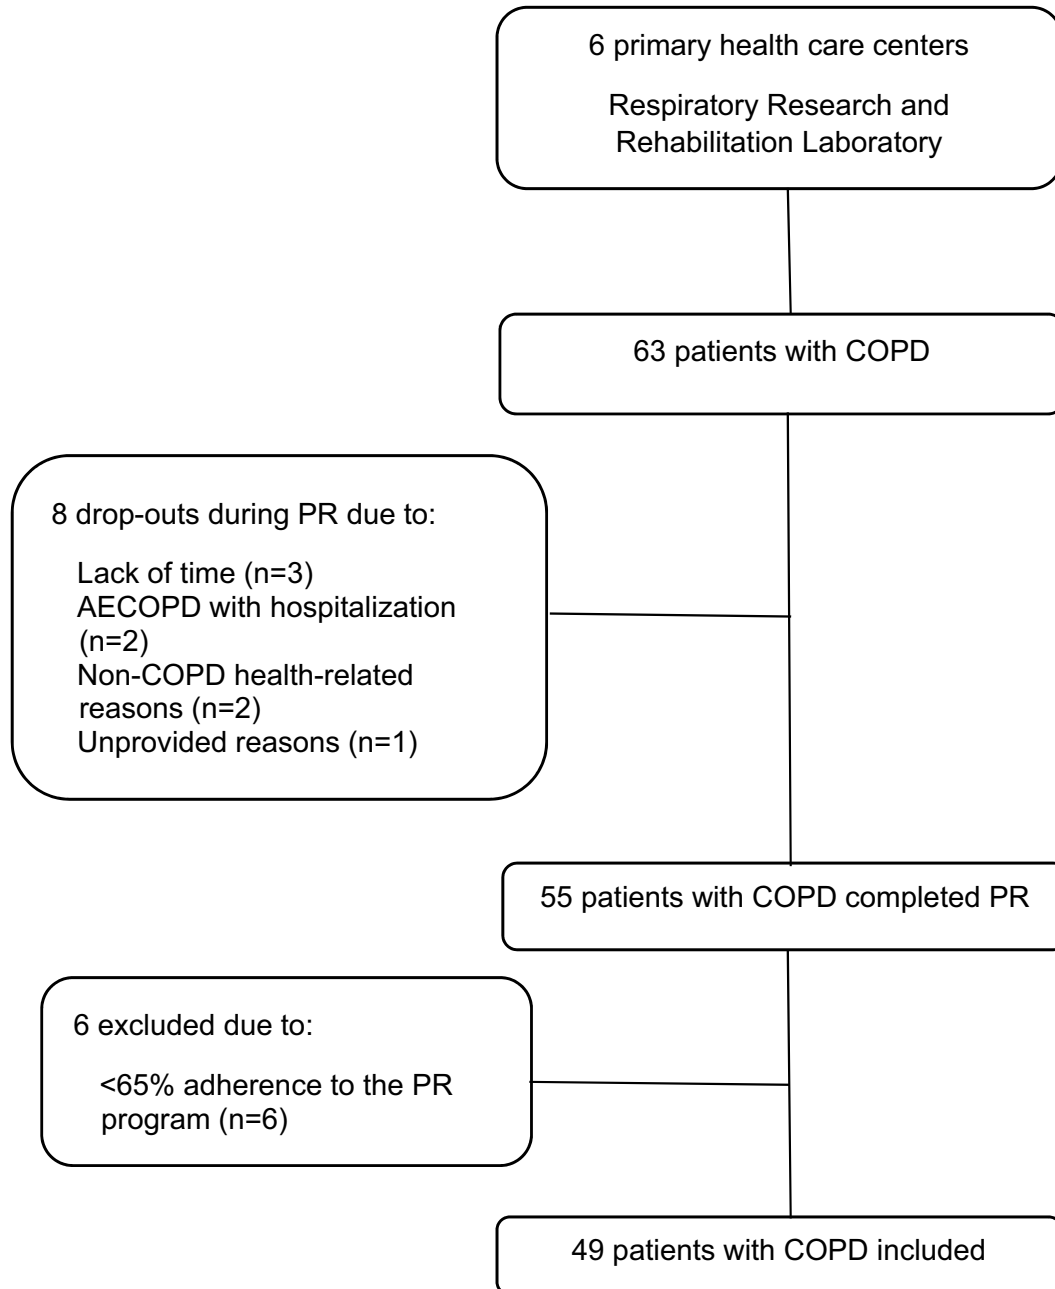 6 primary health care centers
Respiratory Research and
Rehabilitation Laboratory
63 patients with COPD
8 drop-outs during PR due to:
Lack of time (n=3)
AECOPD with hospitalization
(n=2)
Non-COPD health-related
reasons (n=2)
Unprovided reasons (n=1)
55 patients with COPD completed PR
6 excluded due to:
<65% adherence to the PR
program (n=6)
49 patients with COPD included